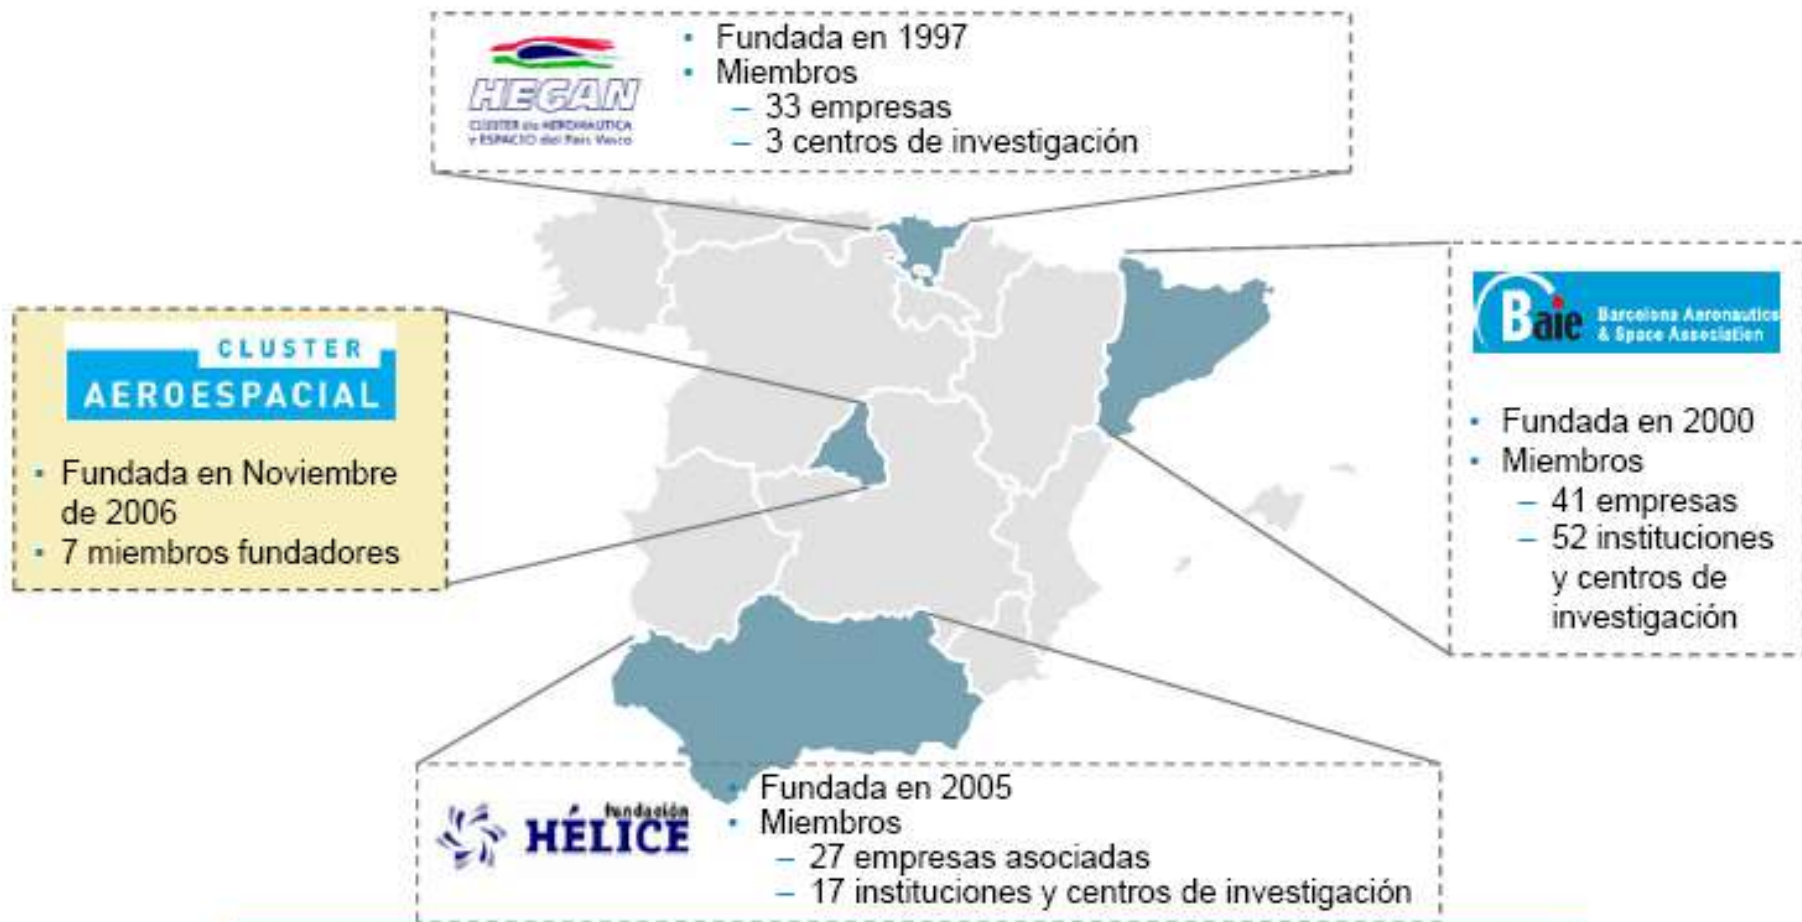 HEGAN
CLUSTER de AERONAUTICA
y ESPACIO del País Vasco
• Fundada en 1997
• Miembros
– 33 empresas
– 3 centros de investigación
CLUSTER
AEROESPACIAL
• Fundada en Noviembre
de 2006
• 7 miembros fundadores
Baie
Barcelona Aeronautics
& Space Association
• Fundada en 2000
• Miembros
– 41 empresas
– 52 instituciones
y centros de
investigación
fundación
HÉLICE
• Fundada en 2005
• Miembros
– 27 empresas asociadas
– 17 instituciones y centros de investigación